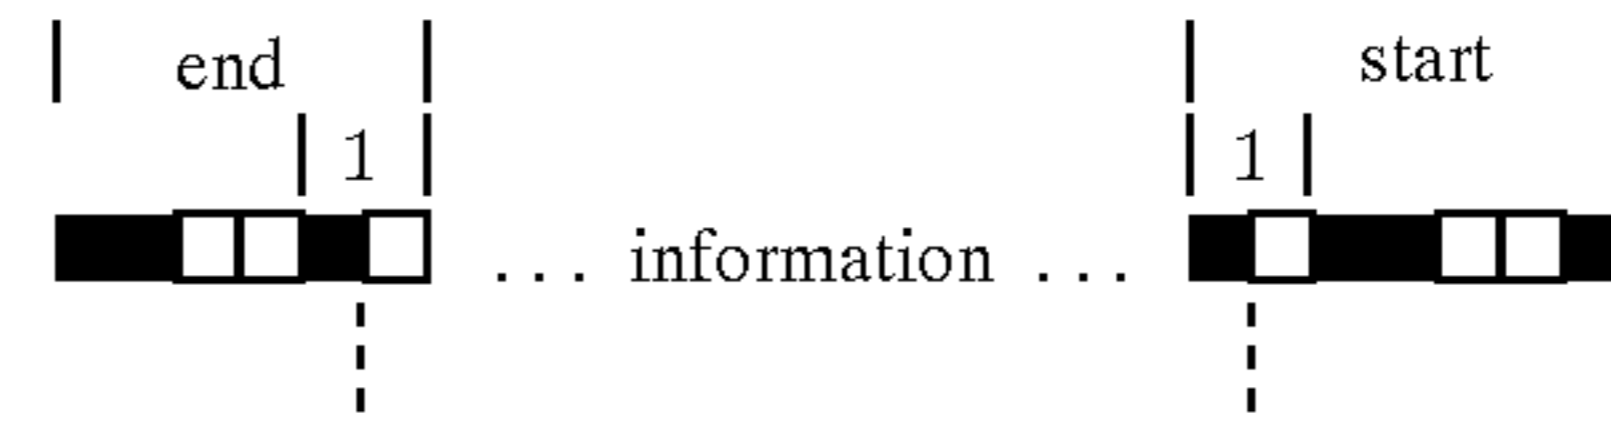 end start
1 1
... information ...